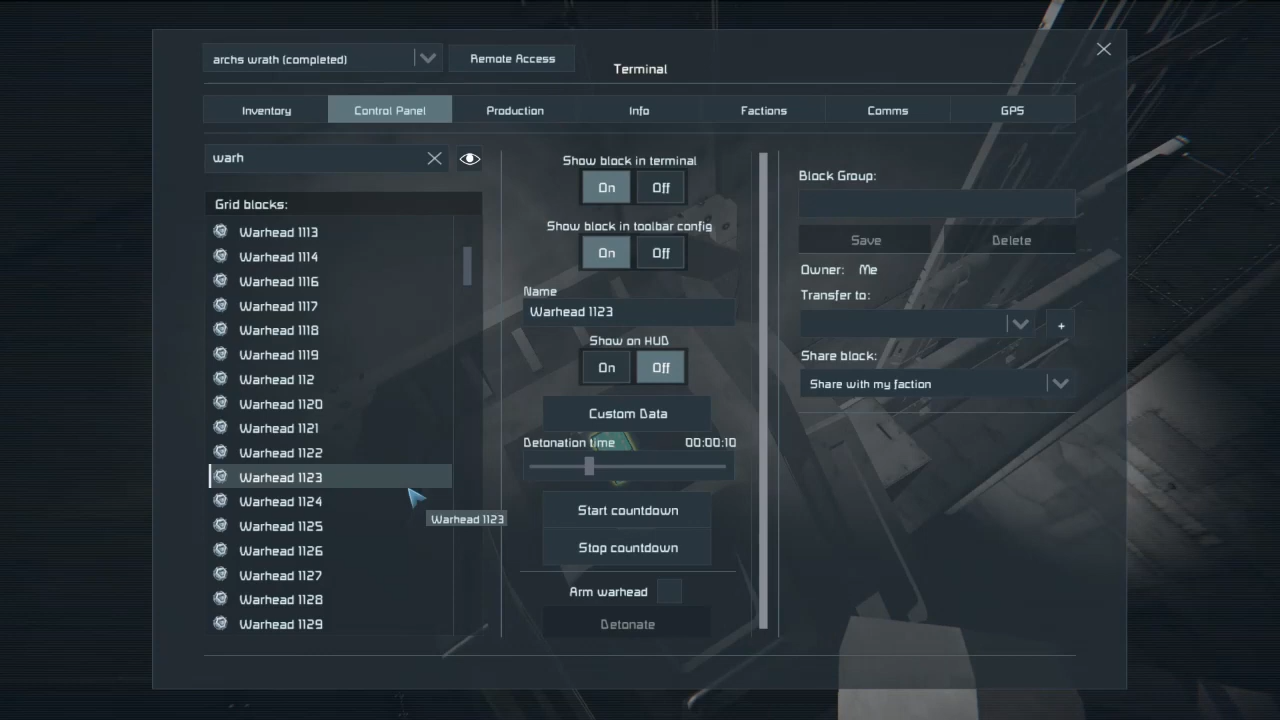 archs wrath (completed)
Remote Access
Terminal
Inventory
Control Panel
Production
Info
Factions
Comms
GPS
warh
Grid blocks:
Warhead 1113
Warhead 1114
Warhead 1116
Warhead 1117
Warhead 1118
Warhead 1119
Warhead 112
Warhead 1120
Warhead 1121
Warhead 1122
Warhead 1123
Warhead 1124
Warhead 1123
Warhead 1125
Warhead 1126
Warhead 1127
Warhead 1128
Warhead 1129
Show block in terminal
On Off
Show block in toolbar config
On Off
Name
Warhead 1123
Show on HUD
On Off
Custom Data
Detonation time 00:00:10
Start countdown
Stop countdown
Arm warhead
Detonate
Block Group:
Save Delete
Owner: Me
Transfer to:
+
Share block:
Share with my faction